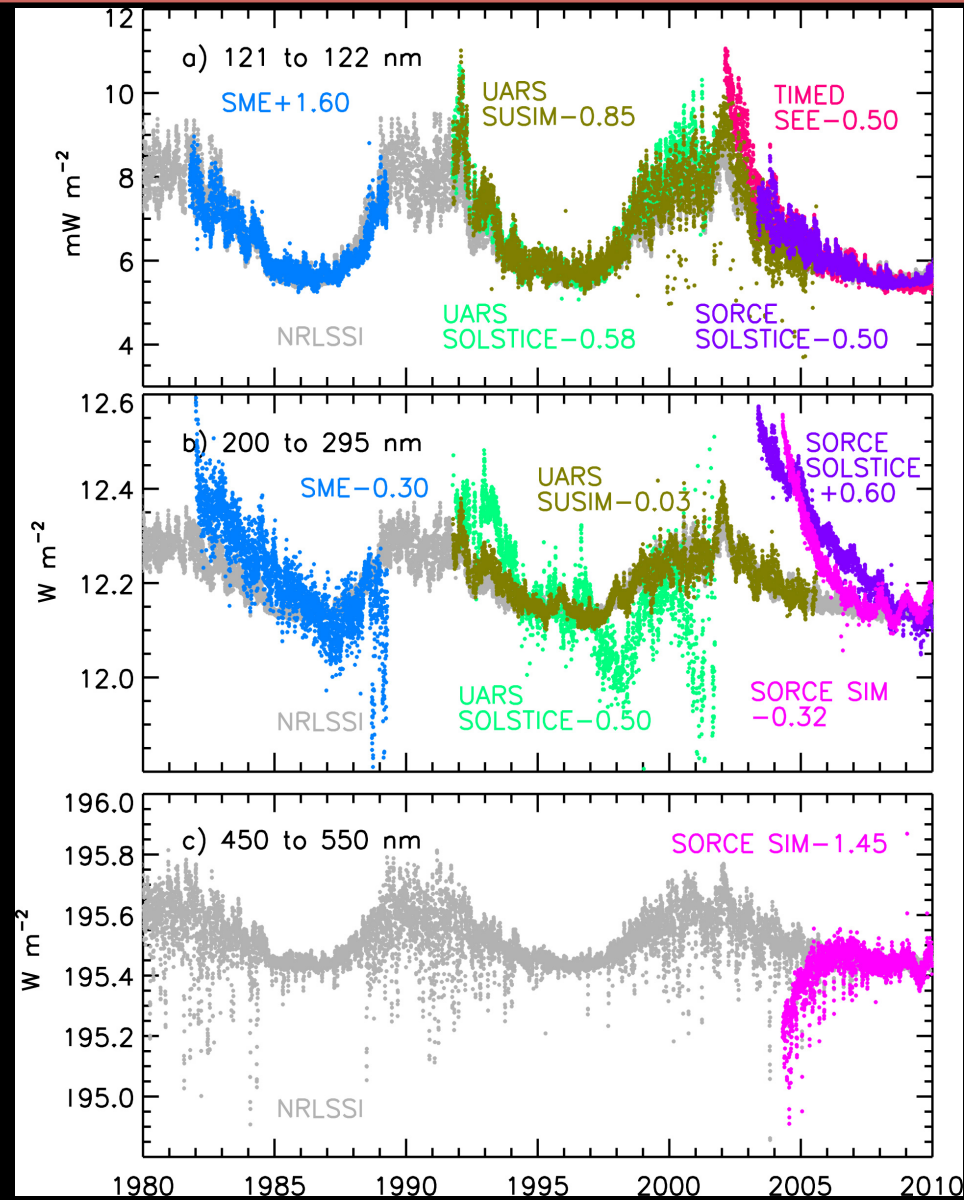 12
a) 121 to 122 nm
10
SME+1.60
UARS
SUSIM−0.85
TIMED
SEE−0.50
8
mW m−2
6
NRLSSI
UARS
SOLSTICE−0.58
SORCE
SOLSTICE−0.50
4
12.6
b) 200 to 295 nm
SME−0.30
UARS
SUSIM−0.03
SORCE
SOLSTICE
+0.60
12.4
W m−2
12.2
12.0
NRLSSI
UARS
SOLSTICE−0.50
SORCE SIM
−0.32
196.0
c) 450 to 550 nm
SORCE SIM−1.45
195.8
195.6
W m−2
195.4
195.2
195.0
NRLSSI
1980 1985 1990 1995 2000 2005 2010